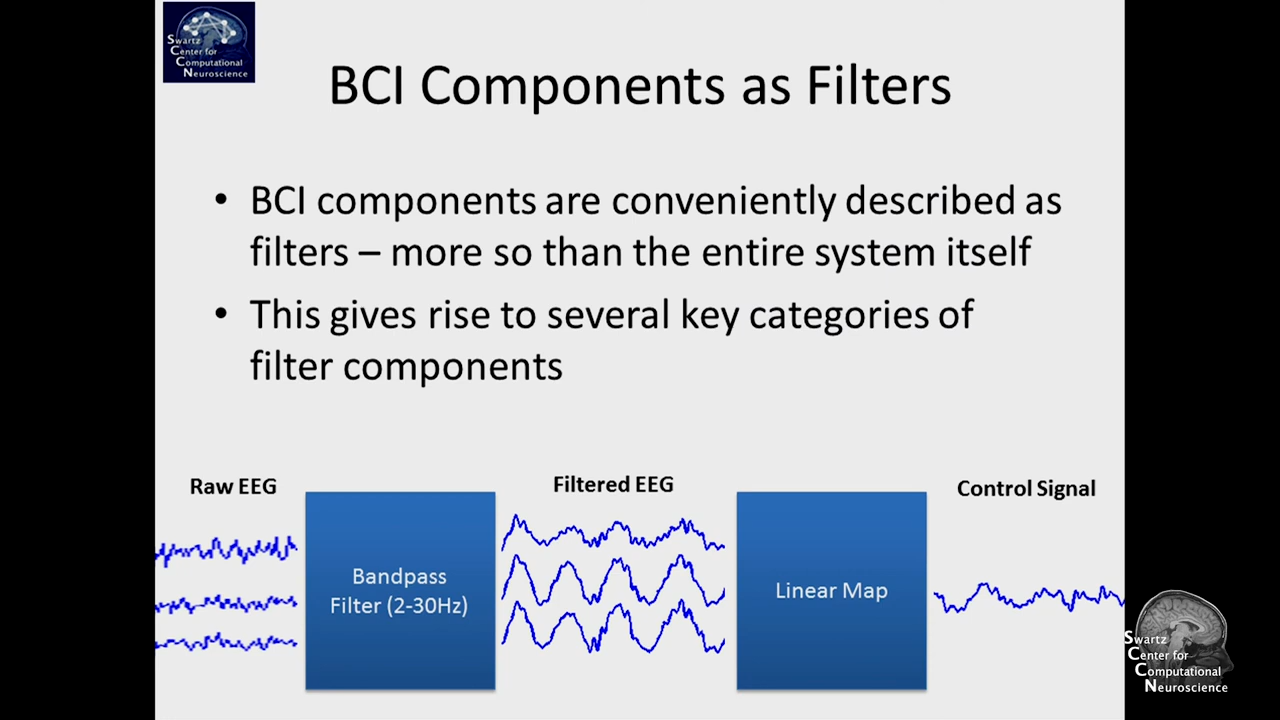 Swartz
Center for
Computational
Neuroscience
BCI Components as Filters
• BCI components are conveniently described as
filters – more so than the entire system itself
• This gives rise to several key categories of
filter components
Raw EEG
Filtered EEG
Control Signal
Bandpass
Filter (2-30Hz)
Linear Map
Swartz
Center for
Computational
Neuroscience